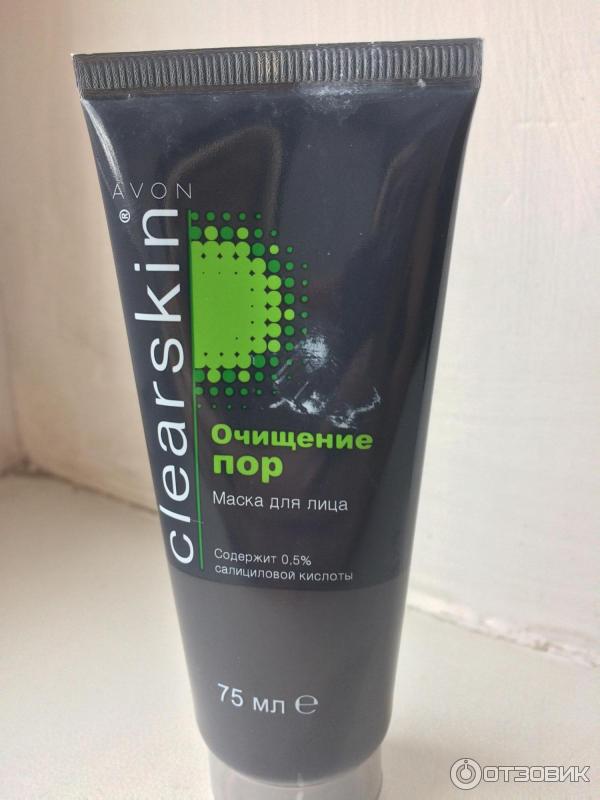 AVON
clearskin®
Очищение
пор
Маска для лица
Содержит 0,5%
салициловой кислоты
75 мл e
ОТЗОВИК